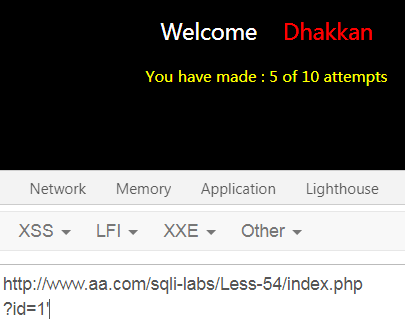 Welcome Dhakkan
You have made : 5 of 10 attempts
Network Memory Application Lighthouse
XSS LFI XXE Other
http://www.aa.com/sqli-labs/Less-54/index.php
?id=1'